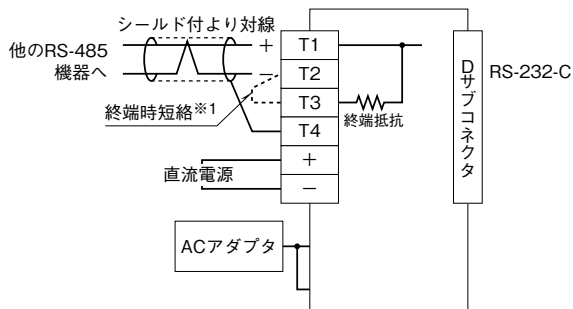 シールド付より対線
他のRS-485
機器へ
+
−
T1
T2
T3
T4
+
−
終端時短絡※1
終端抵抗
直流電源
ACアダプタ
Dサブコネクタ
RS-232-C